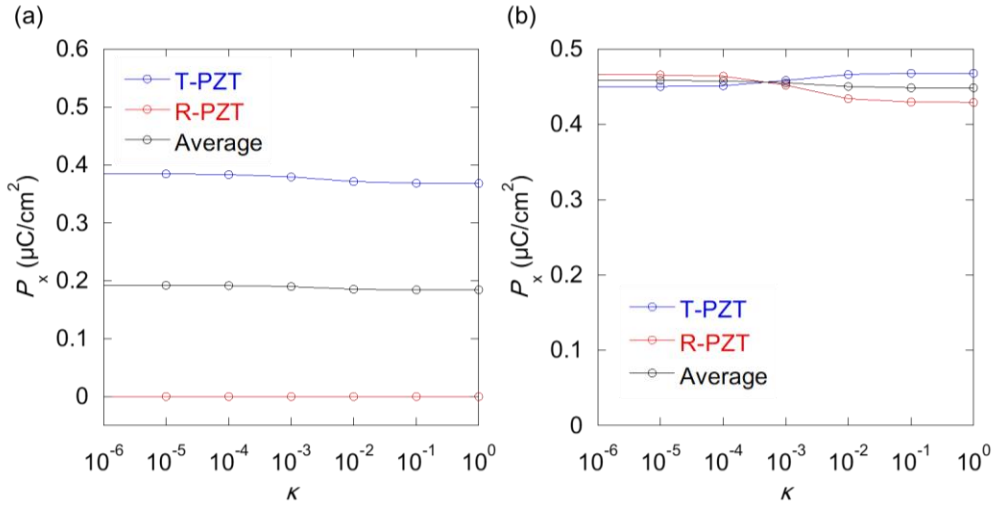 (a)
0.6
0.5
0.4
0.3
0.2
0.1
0
P_x (μC/cm²)
T-PZT
R-PZT
Average
10⁻⁶ 10⁻⁵ 10⁻⁴ 10⁻³ 10⁻² 10⁻¹ 10⁰
κ
(b)
0.5
0.4
0.3
0.2
0.1
0
P_x (μC/cm²)
T-PZT
R-PZT
Average
10⁻⁶ 10⁻⁵ 10⁻⁴ 10⁻³ 10⁻² 10⁻¹ 10⁰
κ